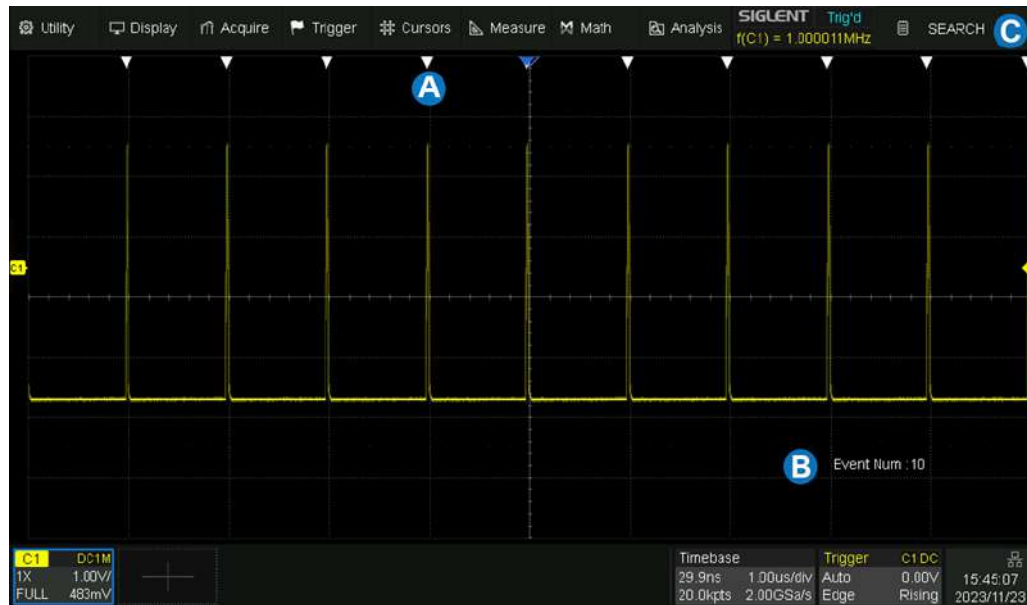 Utility Display Acquire Trigger Cursors Measure Math Analysis SIGLENT Trig'd SEARCH C
f(C1) = 1.000011MHz
A
C1
B Event Num : 10
C1 DC1M Timebase Trigger C1 DC
1X 1.00V/ 29.9ns 1.00us/div Auto 0.00V 15:45:07
FULL 483mV 20.0kpts 2.00GSa/s Edge Rising 2023/11/23